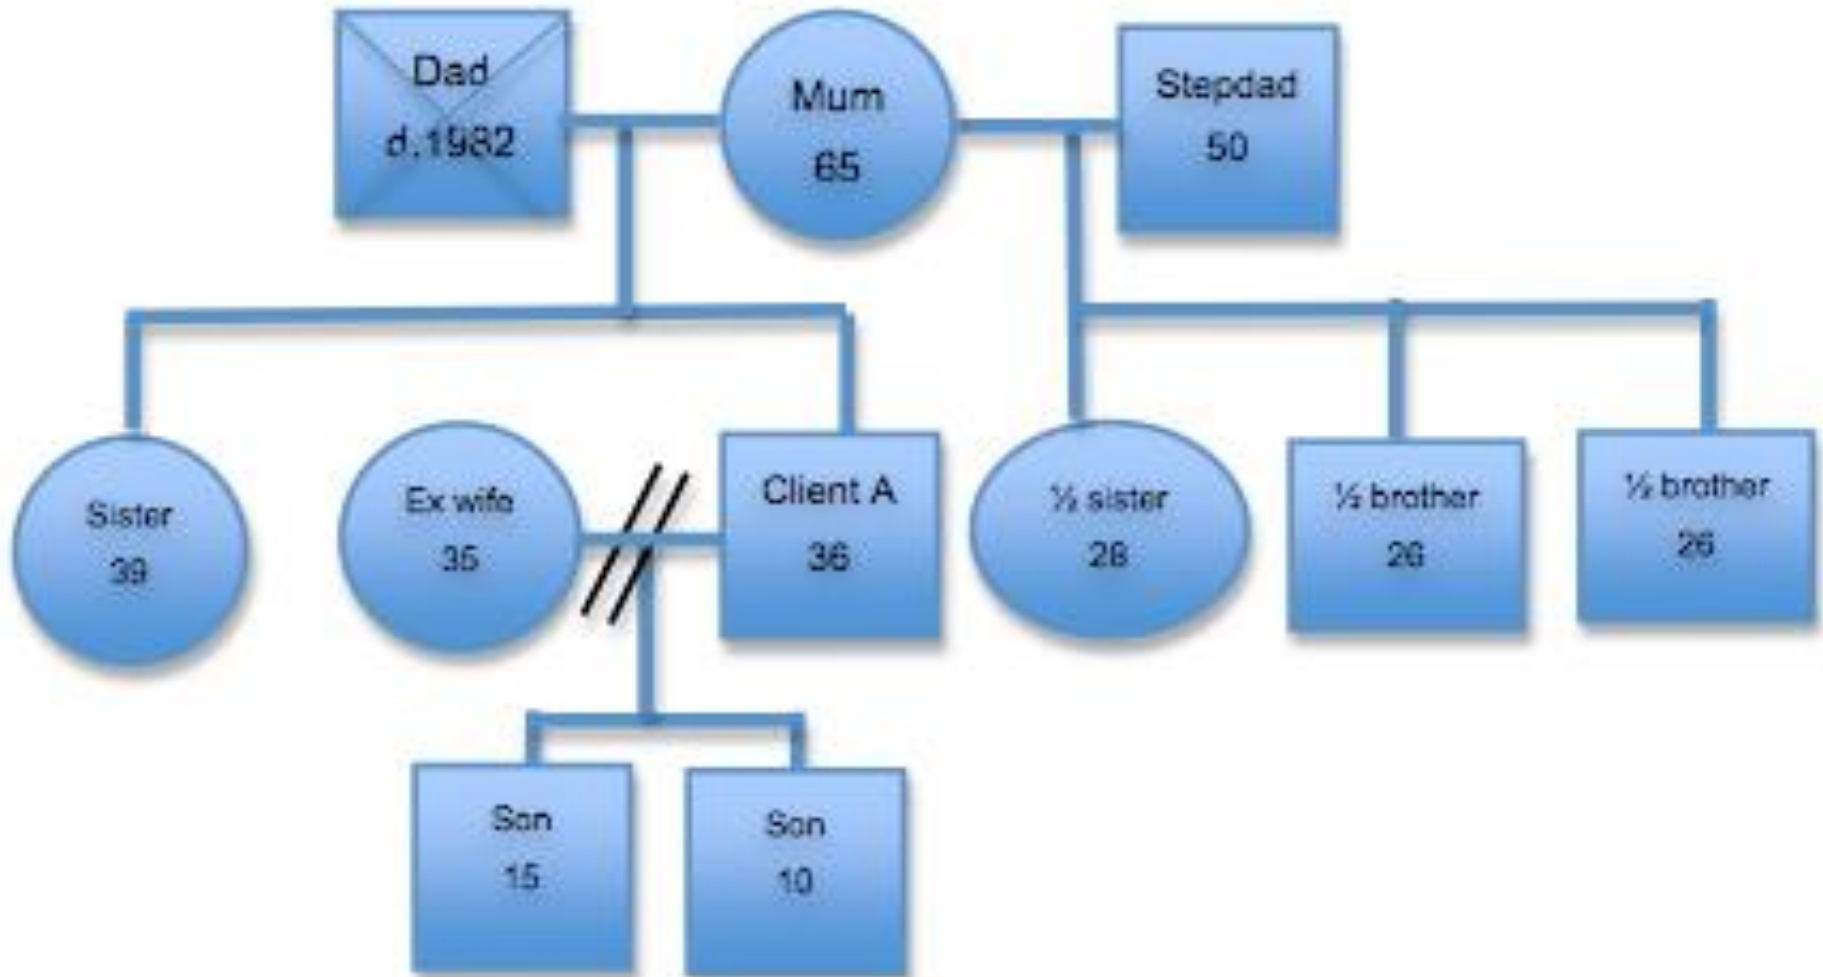 Dad
d.1982
Mum
65
Stepdad
50
Sister
39
Ex wife
35
Client A
36
½ sister
28
½ brother
26
½ brother
26
Son
15
Son
10